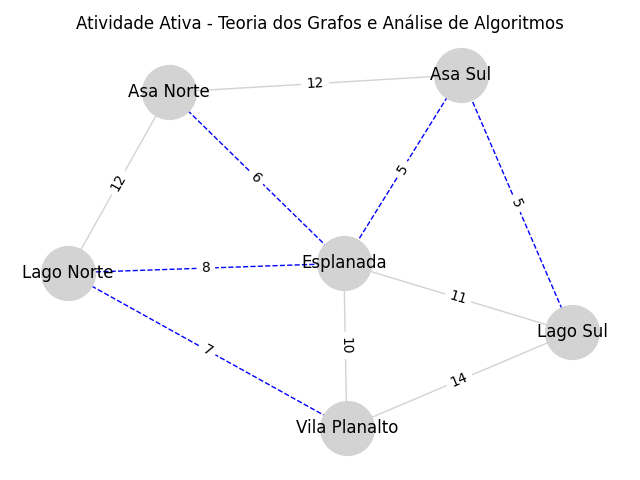 Atividade Ativa - Teoria dos Grafos e Análise de Algoritmos
Asa Sul
12
Asa Norte
5
6
12
5
Esplanada
8
Lago Norte
11
Lago Sul
10
7
14
Vila Planalto